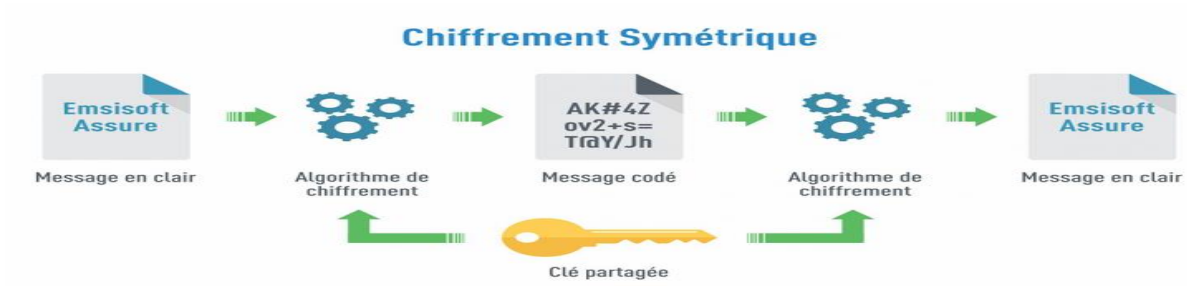 Chiffrement Symétrique
Emsisoft
Assure
Message en clair
Algorithme de
chiffrement
AK#4Z
ov2+s=
T@Y/Jh
Message codé
Algorithme de
chiffrement
Emsisoft
Assure
Message en clair
Clé partagée